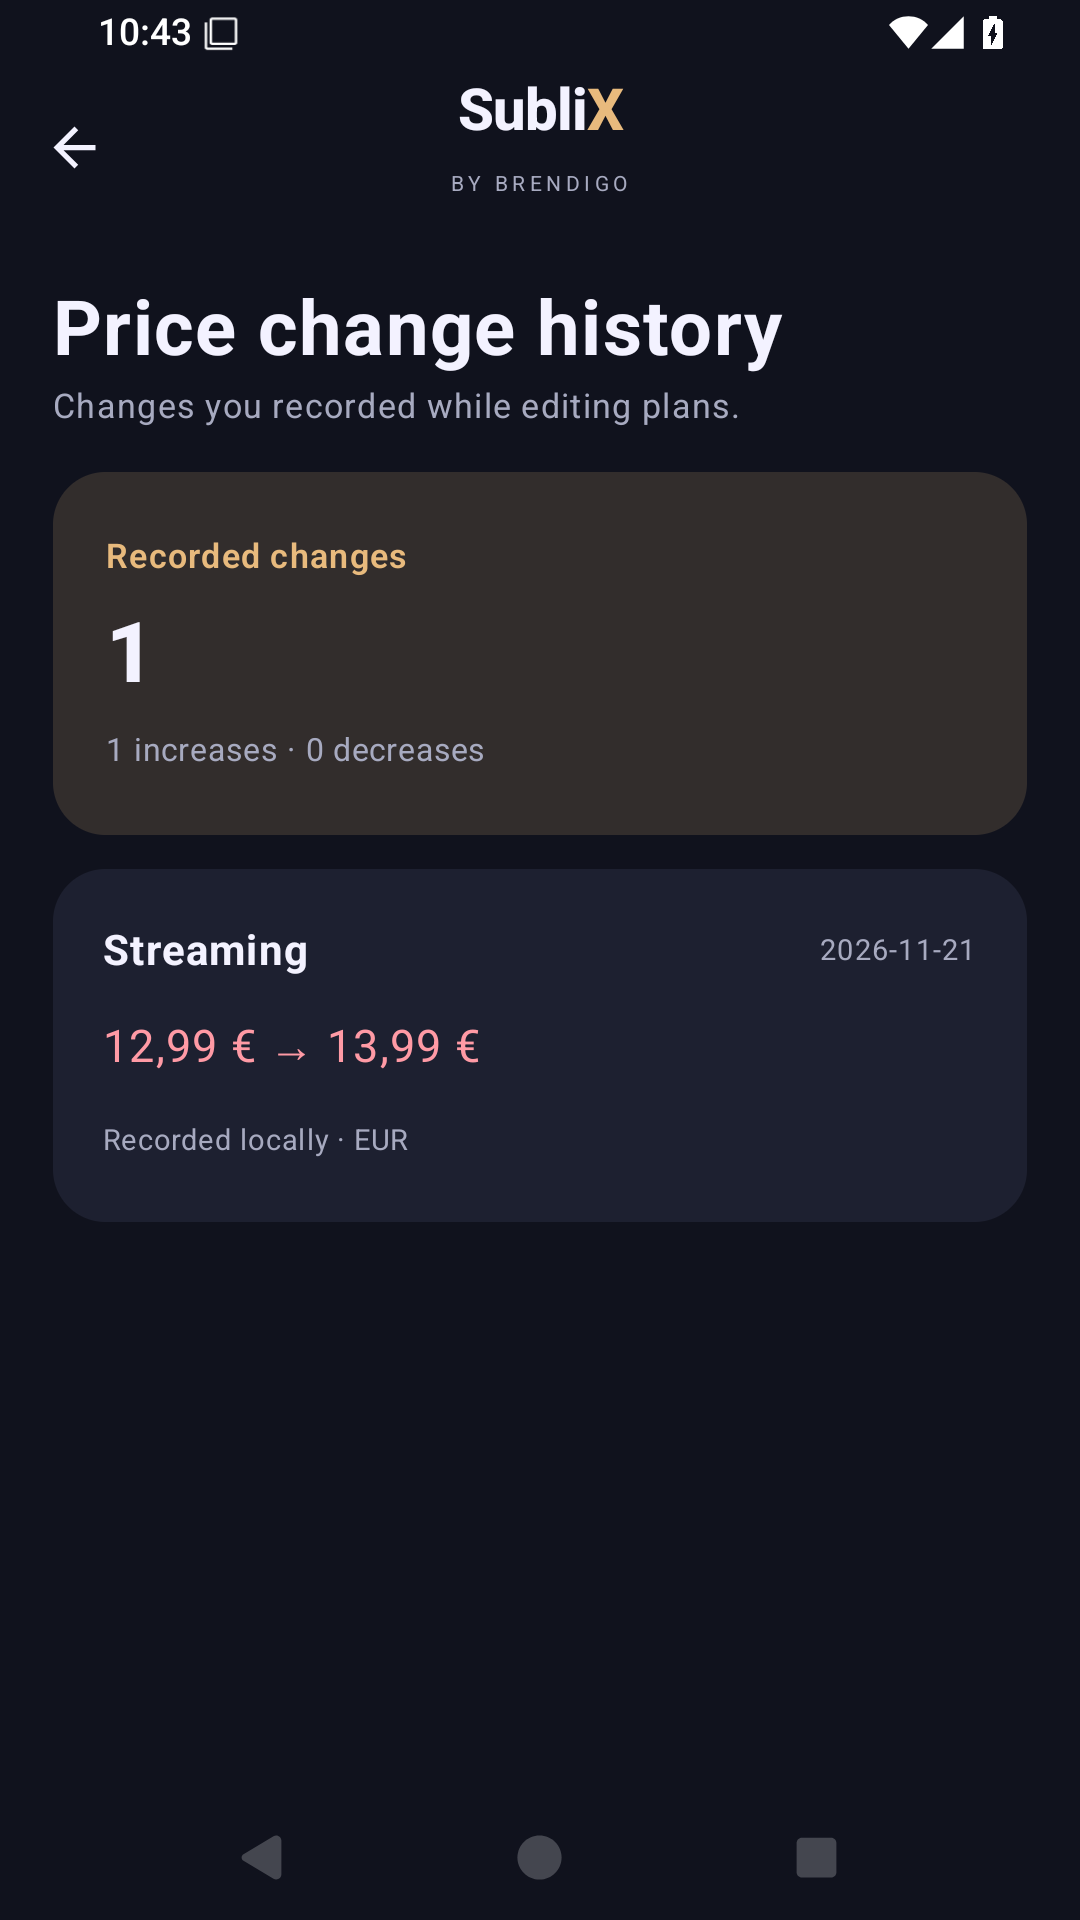 10:43
SubliX
BY BRENDIGO
Price change history
Changes you recorded while editing plans.
Recorded changes
1
1 increases · 0 decreases
Streaming 2026-11-21
12,99 € → 13,99 €
Recorded locally · EUR